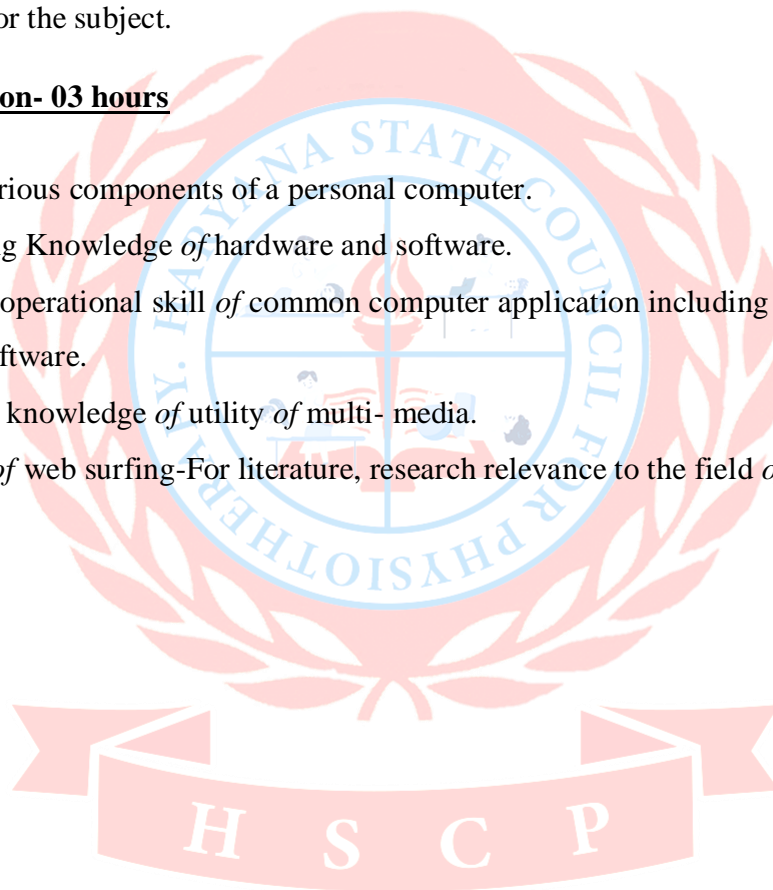 or the subject.
on- 03 hours
rious components of a personal computer.
g Knowledge of hardware and software.
operational skill of common computer application including
ftware.
knowledge of utility of multi- media.
of web surfing-For literature, research relevance to the field o
HARYANA STATE COUNCIL FOR PHYSIOTHERAPY.
H S C P